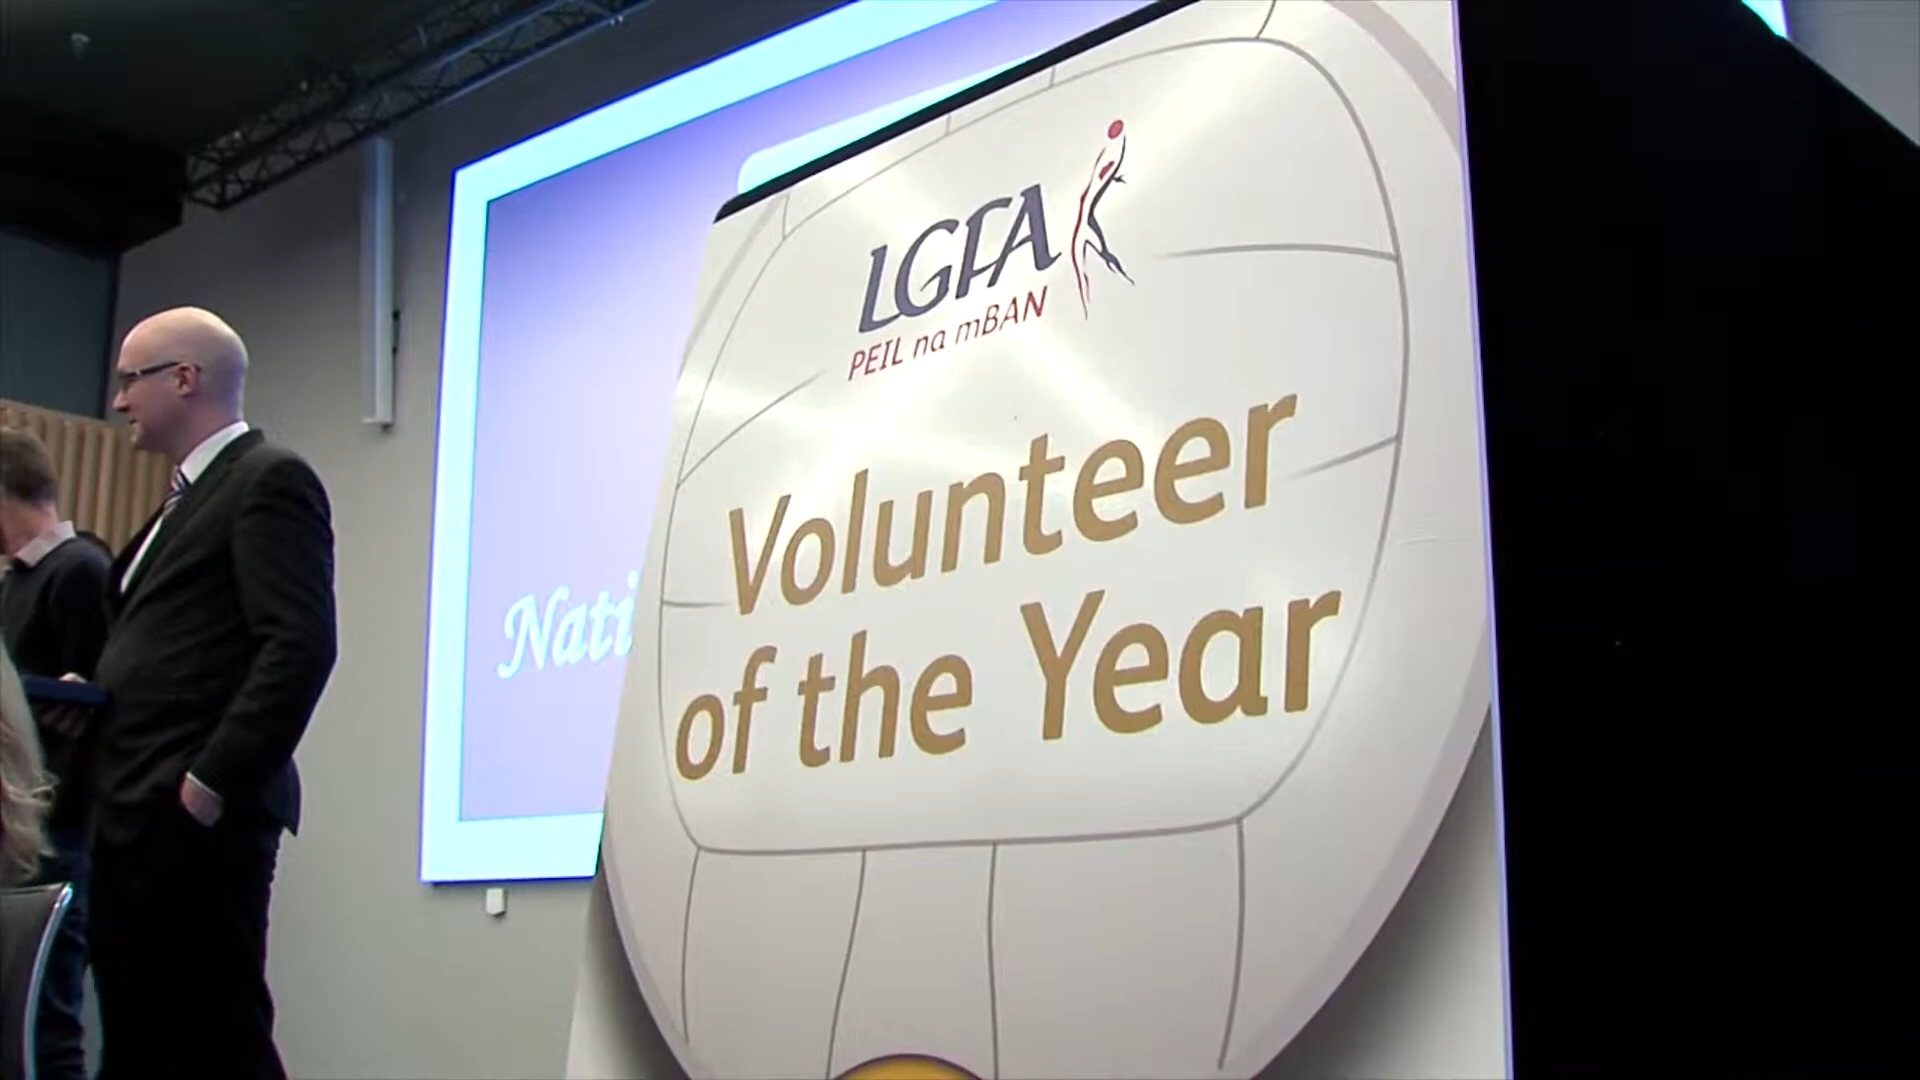 LGFA
PEIL na mBAN
Volunteer
of the Year
Nati